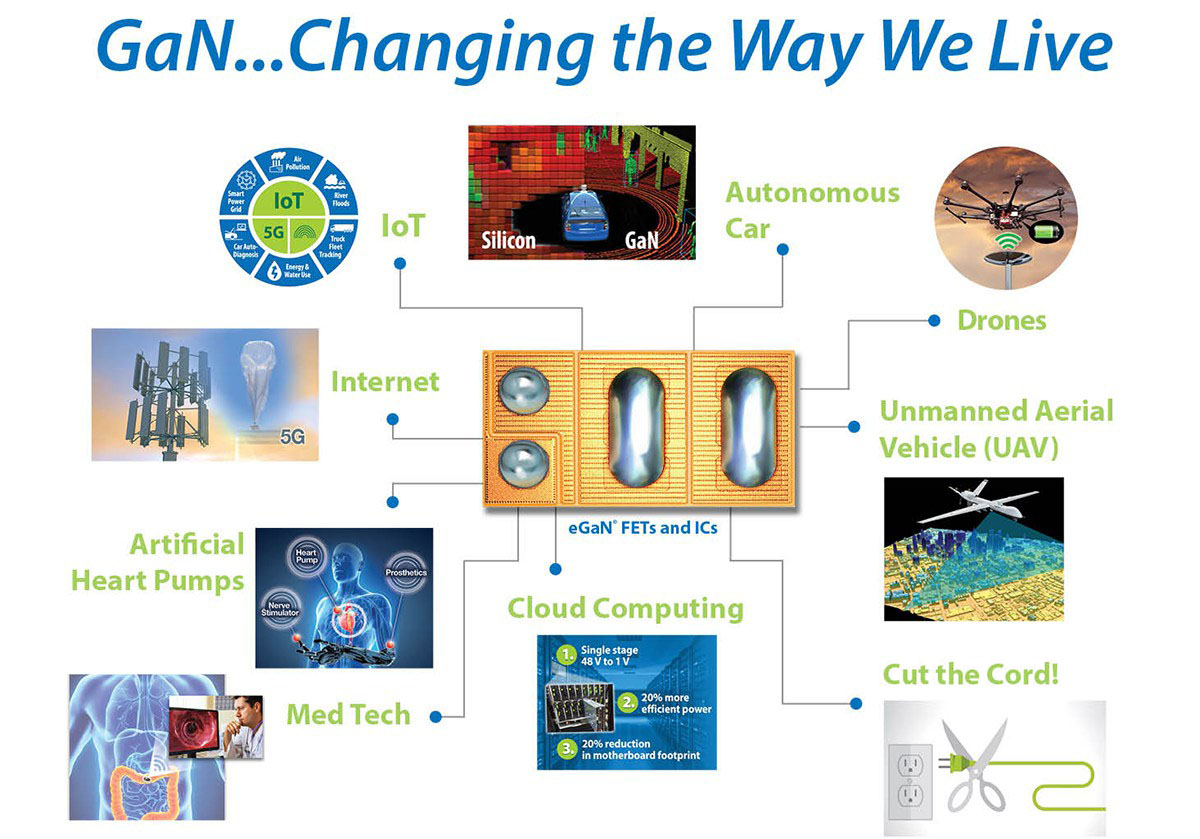 GaN...Changing the Way We Live
Air
Pollution
Smart
Power
Grid
IoT
River
Floods
5G
Car Auto-
Diagnosis
Truck
Fleet
Tracking
Energy &
Water Use
IoT
Silicon
GaN
Autonomous
Car
Drones
Internet
5G
Unmanned Aerial
Vehicle (UAV)
eGaN® FETs and ICs
Artificial
Heart Pumps
Heart
Pump
Prosthetics
Nerve
Stimulator
Cloud Computing
1. Single stage
48 V to 1 V
2. 20% more
efficient power
3. 20% reduction
in motherboard footprint
Med Tech
Cut the Cord!